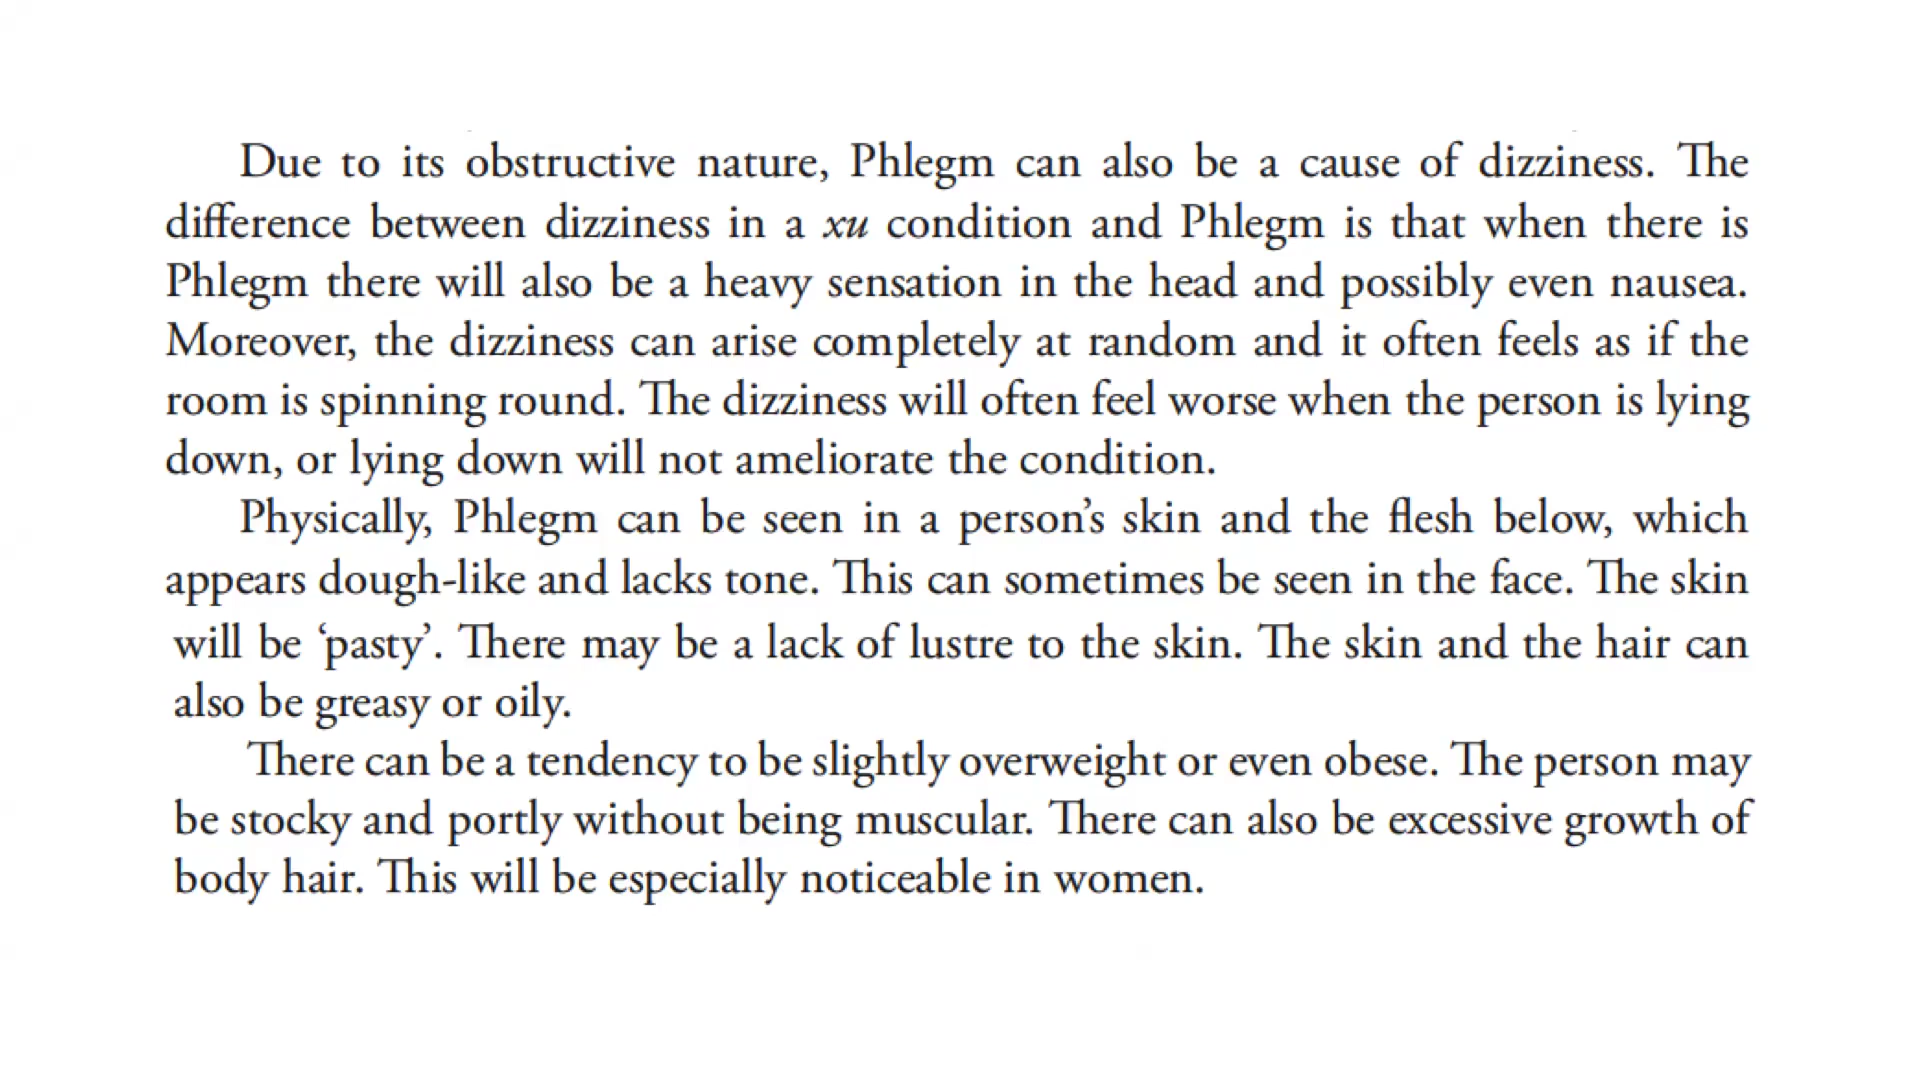 Due to its obstructive nature, Phlegm can also be a cause of dizziness. The
difference between dizziness in a xu condition and Phlegm is that when there is
Phlegm there will also be a heavy sensation in the head and possibly even nausea.
Moreover, the dizziness can arise completely at random and it often feels as if the
room is spinning round. The dizziness will often feel worse when the person is lying
down, or lying down will not ameliorate the condition.
Physically, Phlegm can be seen in a person’s skin and the flesh below, which
appears dough-like and lacks tone. This can sometimes be seen in the face. The skin
will be ‘pasty’. There may be a lack of lustre to the skin. The skin and the hair can
also be greasy or oily.
There can be a tendency to be slightly overweight or even obese. The person may
be stocky and portly without being muscular. There can also be excessive growth of
body hair. This will be especially noticeable in women.